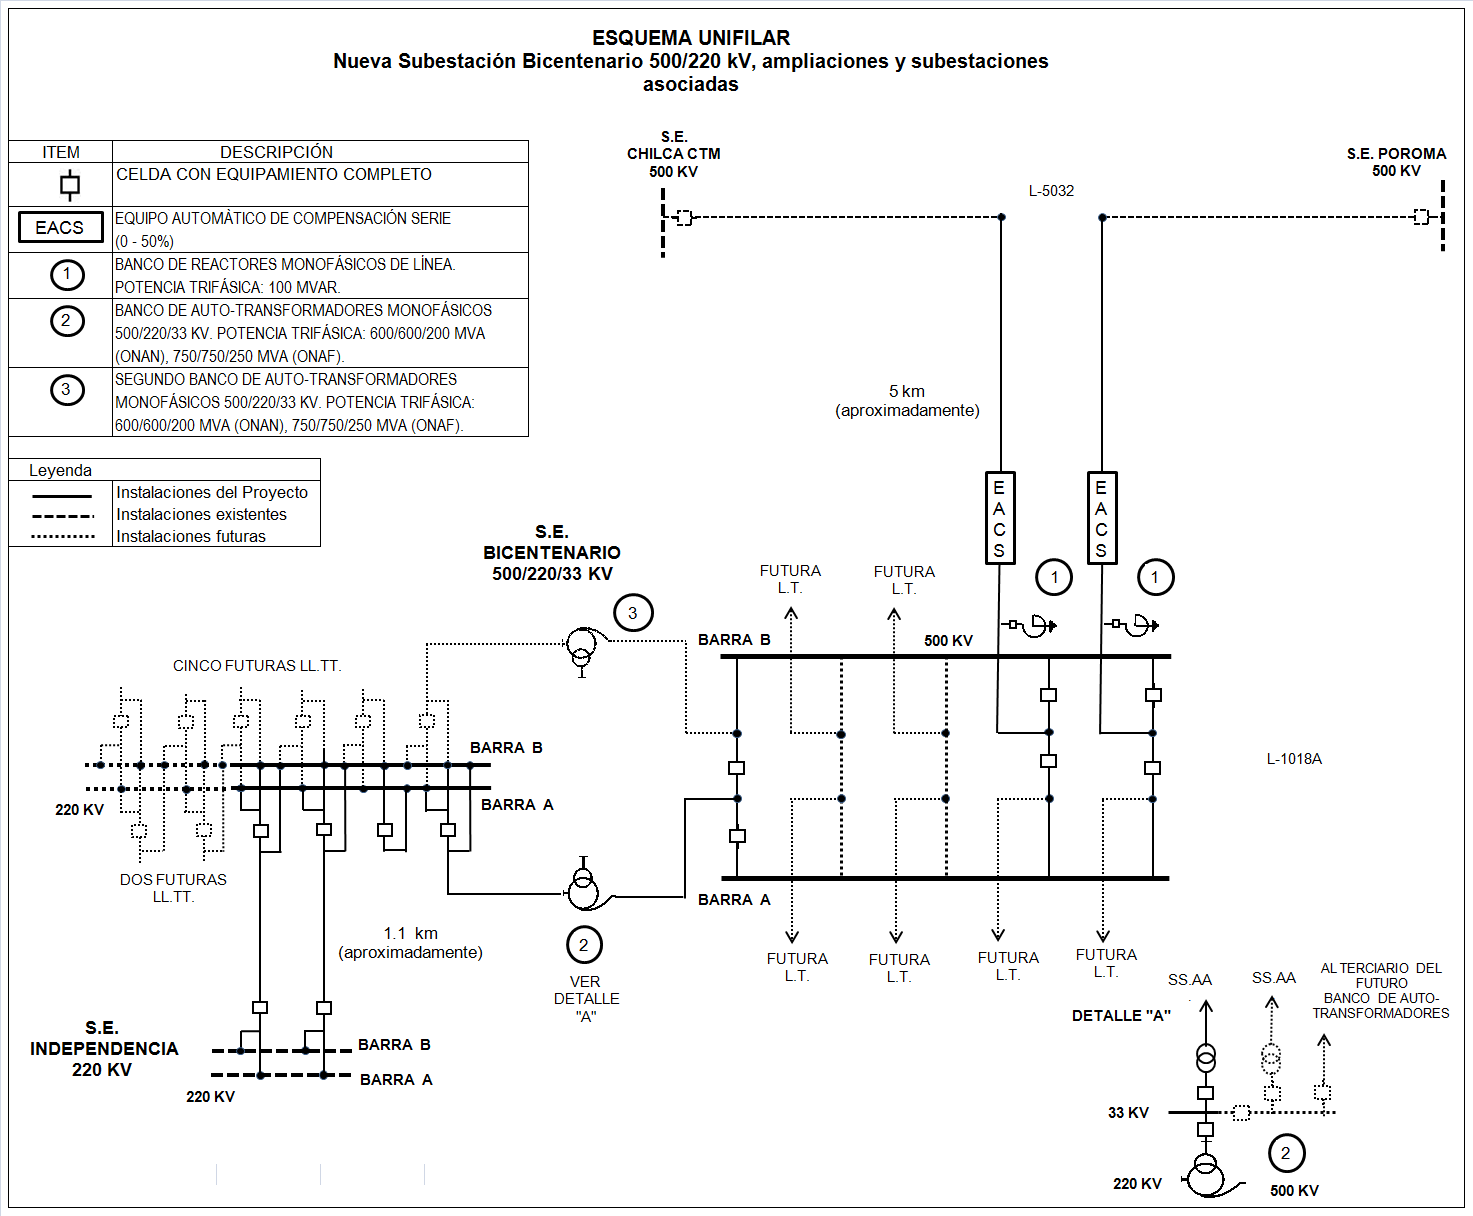 ESQUEMA UNIFILAR
Nueva Subestación Bicentenario 500/220 kV, ampliaciones y subestaciones
asociadas
ITEM
DESCRIPCIÓN
CELDA CON EQUIPAMIENTO COMPLETO
EACS
EQUIPO AUTOMÀTICO DE COMPENSACIÓN SERIE
(0 - 50%)
1
BANCO DE REACTORES MONOFÁSICOS DE LÍNEA.
POTENCIA TRIFÁSICA: 100 MVAR.
2
BANCO DE AUTO-TRANSFORMADORES MONOFÁSICOS
500/220/33 KV. POTENCIA TRIFÁSICA: 600/600/200 MVA
(ONAN), 750/750/250 MVA (ONAF).
3
SEGUNDO BANCO DE AUTO-TRANSFORMADORES
MONOFÁSICOS 500/220/33 KV. POTENCIA TRIFÁSICA:
600/600/200 MVA (ONAN), 750/750/250 MVA (ONAF).
Leyenda
Instalaciones del Proyecto
Instalaciones existentes
Instalaciones futuras
S.E.
CHILCA CTM
500 KV
L-5032
S.E. POROMA
500 KV
5 km
(aproximadamente)
E
A
C
S
E
A
C
S
1
1
S.E.
BICENTENARIO
500/220/33 KV
3
FUTURA
L.T.
FUTURA
L.T.
BARRA B
500 KV
CINCO FUTURAS LL.TT.
BARRA B
BARRA A
220 KV
L-1018A
DOS FUTURAS
LL.TT.
BARRA A
1.1 km
(aproximadamente)
2
VER
DETALLE
"A"
FUTURA
L.T.
FUTURA
L.T.
FUTURA
L.T.
FUTURA
L.T.
S.E.
INDEPENDENCIA
220 KV
BARRA B
BARRA A
220 KV
DETALLE "A"
SS.AA
SS.AA
AL TERCIARIO DEL
FUTURO
BANCO DE AUTO-
TRANSFORMADORES
33 KV
2
220 KV
500 KV